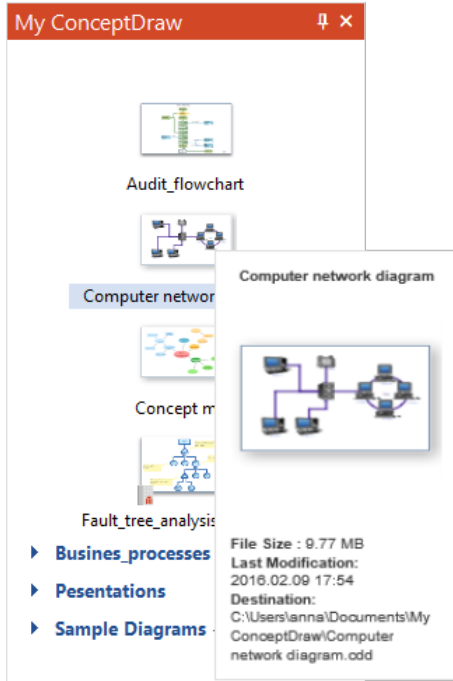 My ConceptDraw
Audit_flowchart
Computer networ
Concept m
Fault_tree_analysis
Busines_processes
Pesentations
Sample Diagrams
Computer network diagram
File Size : 9.77 MB
Last Modification:
2016.02.09 17:54
Destination:
C:\Users\anna\Documents\My
ConceptDraw\Computer
network diagram.cdd